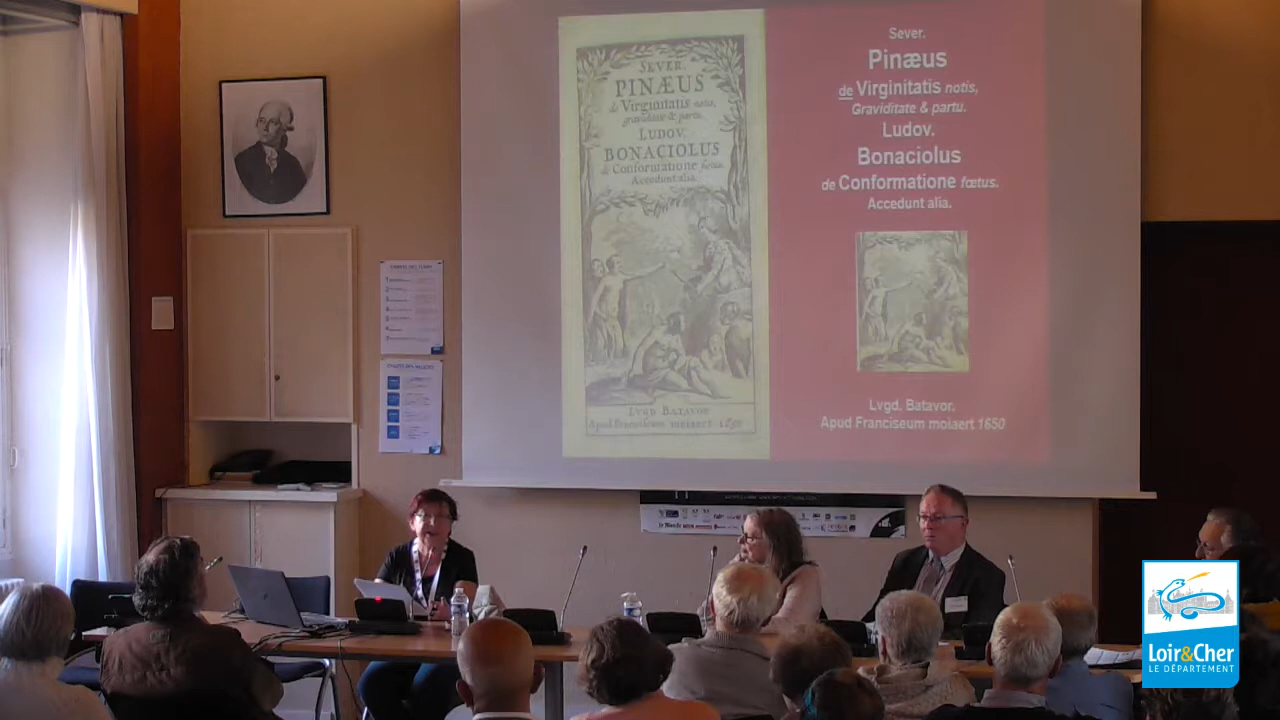 SEVER.
PINÆUS
de Virginitatis notis,
graviditate & partu.
LUDOV.
BONACIOLUS
de Conformatione fœtus.
Accedunt alia.
LVGD BATAVOR
Apud Franciseum moiaert 1650
Sever.
Pinæus
de Virginitatis notis,
Graviditate & partu.
Ludov.
Bonaciolus
de Conformatione fœtus.
Accedunt alia.
Lvgd. Batavor.
Apud Franciseum moiaert 1650
Loir&Cher
LE DÉPARTEMENT